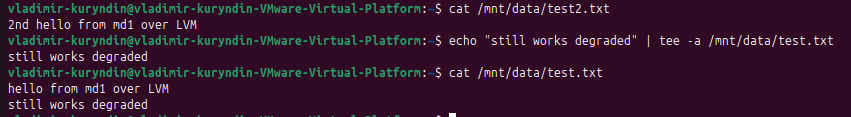 vladimir-kuryndin@vladimir-kuryndin-VMware-Virtual-Platform:~$ cat /mnt/data/test2.txt
2nd hello from md1 over LVM
vladimir-kuryndin@vladimir-kuryndin-VMware-Virtual-Platform:~$ echo "still works degraded" | tee -a /mnt/data/test.txt
still works degraded
vladimir-kuryndin@vladimir-kuryndin-VMware-Virtual-Platform:~$ cat /mnt/data/test.txt
hello from md1 over LVM
still works degraded
vladimir-kuryndin@vladimir-kuryndin-VMware-Virtual-Platform:~$